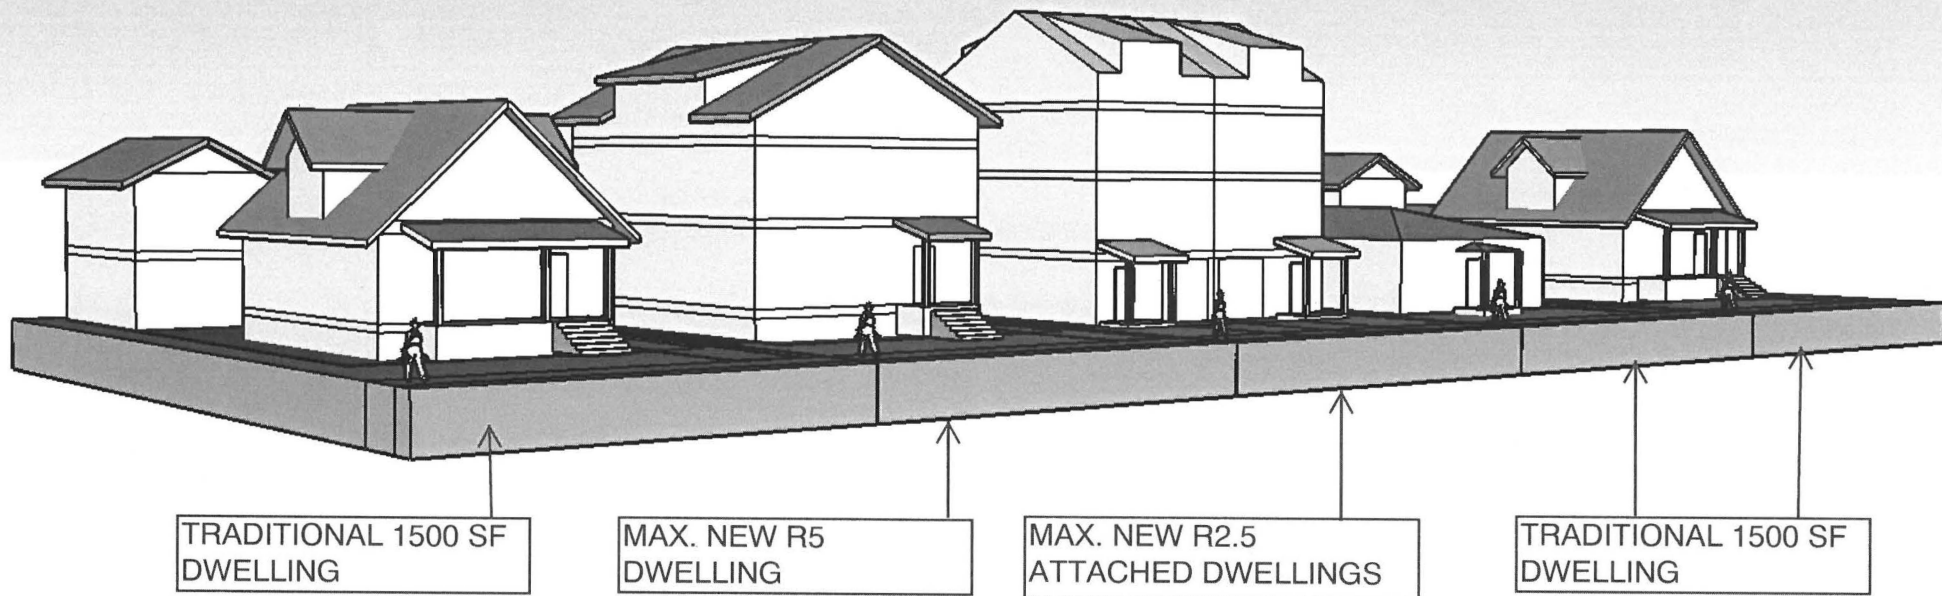 TRADITIONAL 1500 SF
DWELLING
MAX. NEW R5
DWELLING
MAX. NEW R2.5
ATTACHED DWELLINGS
TRADITIONAL 1500 SF
DWELLING